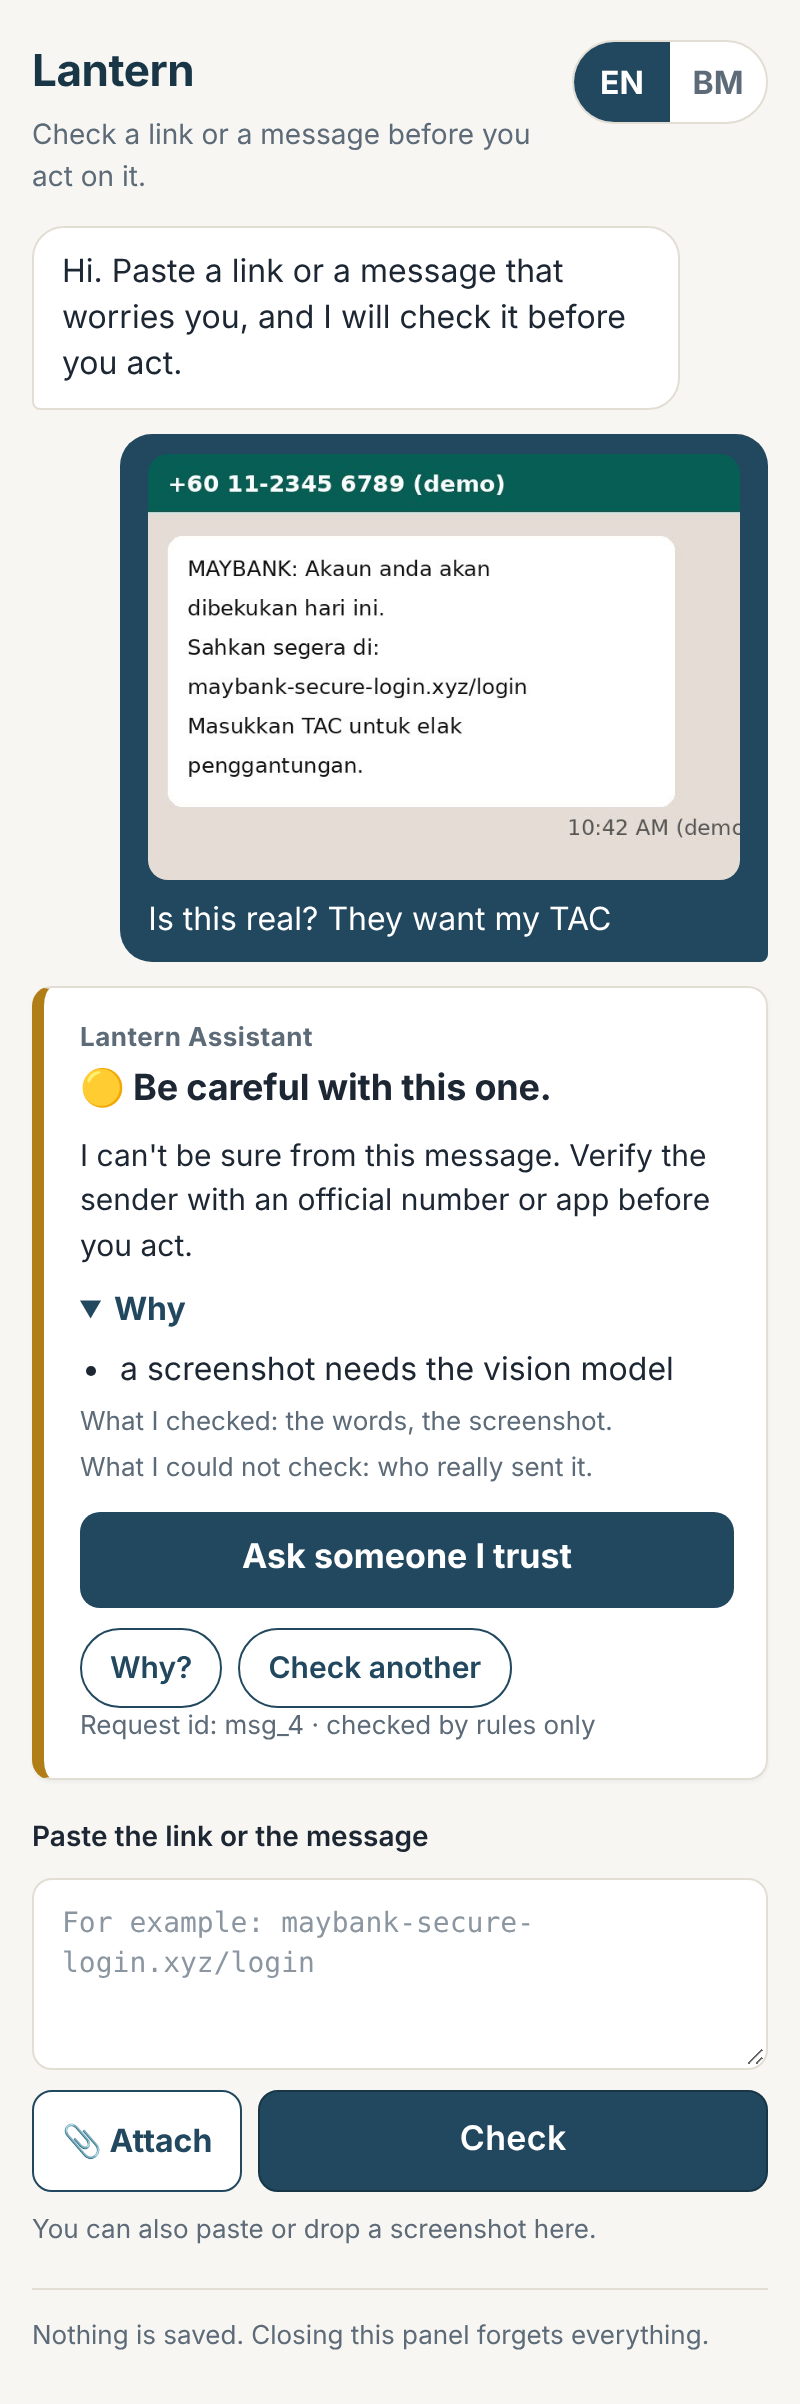 Lantern
EN BM
Check a link or a message before you
act on it.
Hi. Paste a link or a message that
worries you, and I will check it before
you act.
+60 11-2345 6789 (demo)
MAYBANK: Akaun anda akan
dibekukan hari ini.
Sahkan segera di:
maybank-secure-login.xyz/login
Masukkan TAC untuk elak
penggantungan.
10:42 AM (demo
Is this real? They want my TAC
Lantern Assistant
🟡 Be careful with this one.
I can't be sure from this message. Verify the
sender with an official number or app before
you act.
▼ Why
• a screenshot needs the vision model
What I checked: the words, the screenshot.
What I could not check: who really sent it.
Ask someone I trust
Why? Check another
Request id: msg_4 · checked by rules only
Paste the link or the message
For example: maybank-secure-
login.xyz/login
📎 Attach Check
You can also paste or drop a screenshot here.
Nothing is saved. Closing this panel forgets everything.